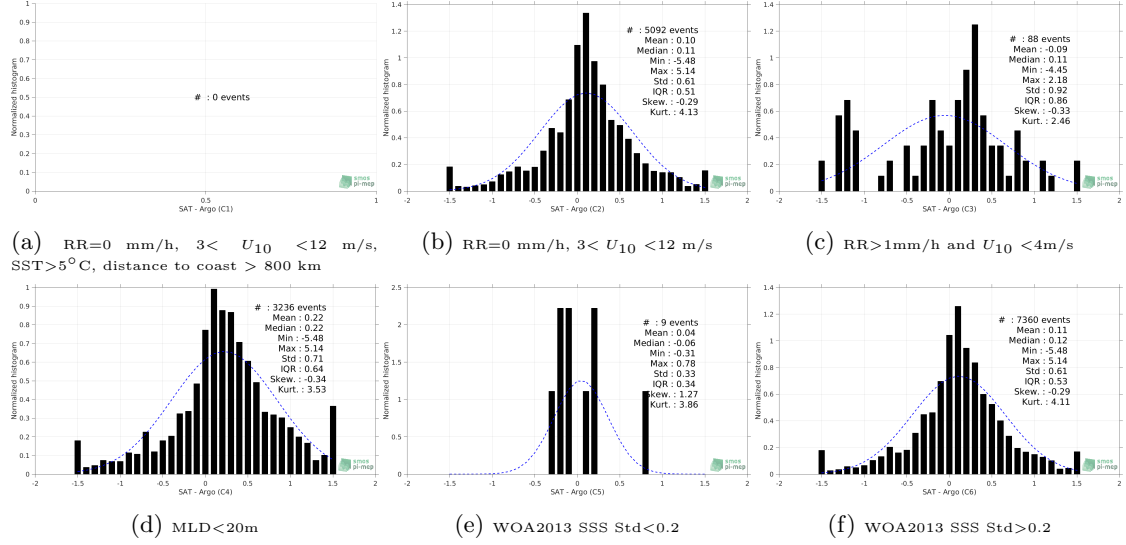 1
0.9
0.8
0.7
0.6
0.5
0.4
0.3
0.2
0.1
0
Normalized histogram
# : 0 events
0 0.5 1
SAT - Argo (C1)
smos
pi-mep
(a) RR=0 mm/h, 3< U10 <12 m/s,
SST>5°C, distance to coast > 800 km
1.4
1.2
1
0.8
0.6
0.4
0.2
0
Normalized histogram
# : 5092 events
Mean : 0.10
Median : 0.11
Min : -5.48
Max : 5.14
Std : 0.61
IQR : 0.51
Skew. : -0.29
Kurt. : 4.13
-2 -1.5 -1 -0.5 0 0.5 1 1.5 2
SAT - Argo (C2)
smos
pi-mep
(b) RR=0 mm/h, 3< U10 <12 m/s
1.4
1.2
1
0.8
0.6
0.4
0.2
0
Normalized histogram
# : 88 events
Mean : -0.09
Median : 0.11
Min : -4.45
Max : 2.18
Std : 0.92
IQR : 0.86
Skew. : -0.33
Kurt. : 2.46
-2 -1.5 -1 -0.5 0 0.5 1 1.5 2
SAT - Argo (C3)
smos
pi-mep
(c) RR>1mm/h and U10 <4m/s
1
0.9
0.8
0.7
0.6
0.5
0.4
0.3
0.2
0.1
0
Normalized histogram
# : 3236 events
Mean : 0.22
Median : 0.22
Min : -5.48
Max : 5.14
Std : 0.71
IQR : 0.64
Skew. : -0.34
Kurt. : 3.53
-2 -1.5 -1 -0.5 0 0.5 1 1.5 2
SAT - Argo (C4)
smos
pi-mep
(d) MLD<20m
2.5
2
1.5
1
0.5
0
Normalized histogram
# : 9 events
Mean : 0.04
Median : -0.06
Min : -0.31
Max : 0.78
Std : 0.33
IQR : 0.34
Skew. : 1.27
Kurt. : 3.86
-2 -1.5 -1 -0.5 0 0.5 1 1.5 2
SAT - Argo (C5)
smos
pi-mep
(e) WOA2013 SSS Std<0.2
1.4
1.2
1
0.8
0.6
0.4
0.2
0
Normalized histogram
# : 7360 events
Mean : 0.11
Median : 0.12
Min : -5.48
Max : 5.14
Std : 0.61
IQR : 0.53
Skew. : -0.29
Kurt. : 4.11
-2 -1.5 -1 -0.5 0 0.5 1 1.5 2
SAT - Argo (C6)
smos
pi-mep
(f) WOA2013 SSS Std>0.2